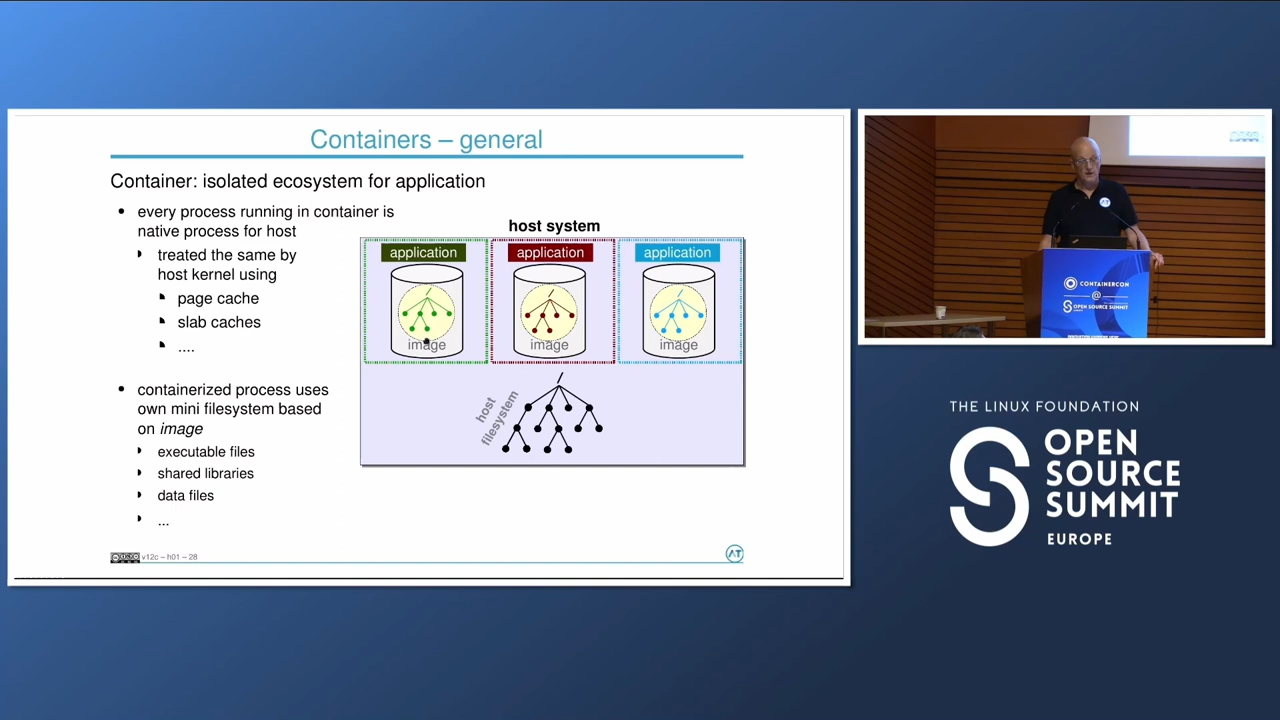 Containers – general
Container: isolated ecosystem for application
every process running in container is
native process for host
treated the same by
host kernel using
page cache
slab caches
....
containerized process uses
own mini filesystem based
on image
executable files
shared libraries
data files
...
host system
application
application
application
/
/
/
image
image
image
/
host
filesystem
v12c – h01 – 28
AT
AT
CONTAINERCON
@
OPEN SOURCE SUMMIT
THE LINUX FOUNDATION
OPEN
SOURCE
SUMMIT
EUROPE